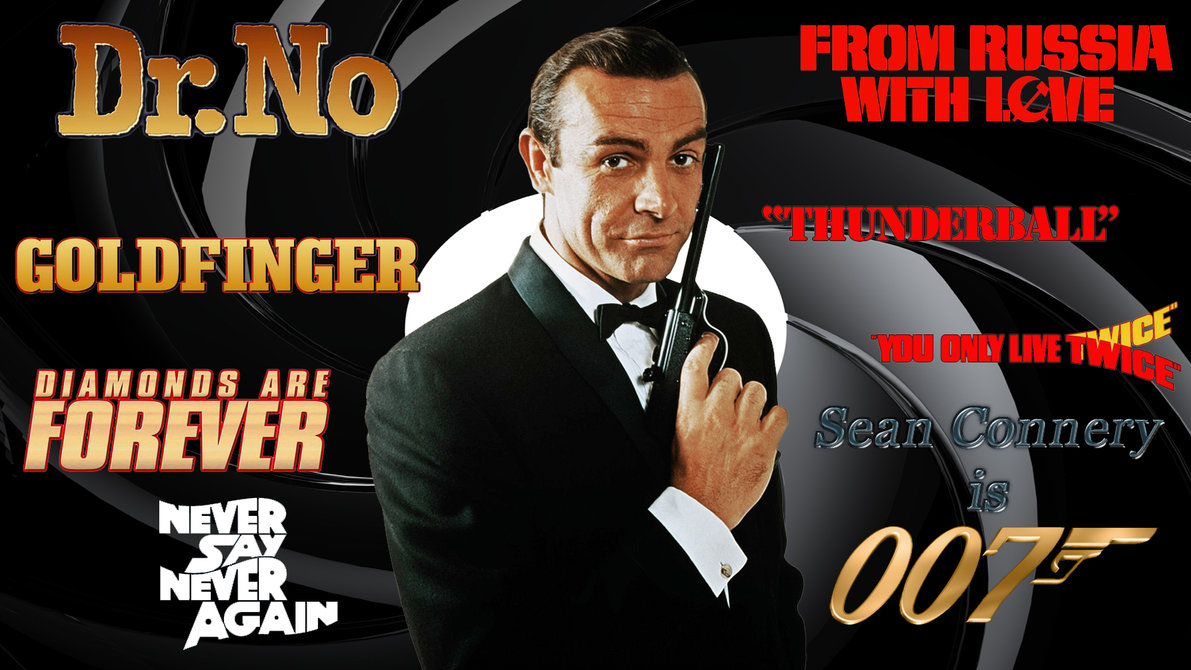 Dr. No
FROM RUSSIA
WITH LOVE
GOLDFINGER
“THUNDERBALL”
"YOU ONLY LIVE TWICE"
TWICE"
DIAMONDS ARE
FOREVER
Sean Connery
is
007
NEVER
SAY
NEVER
AGAIN